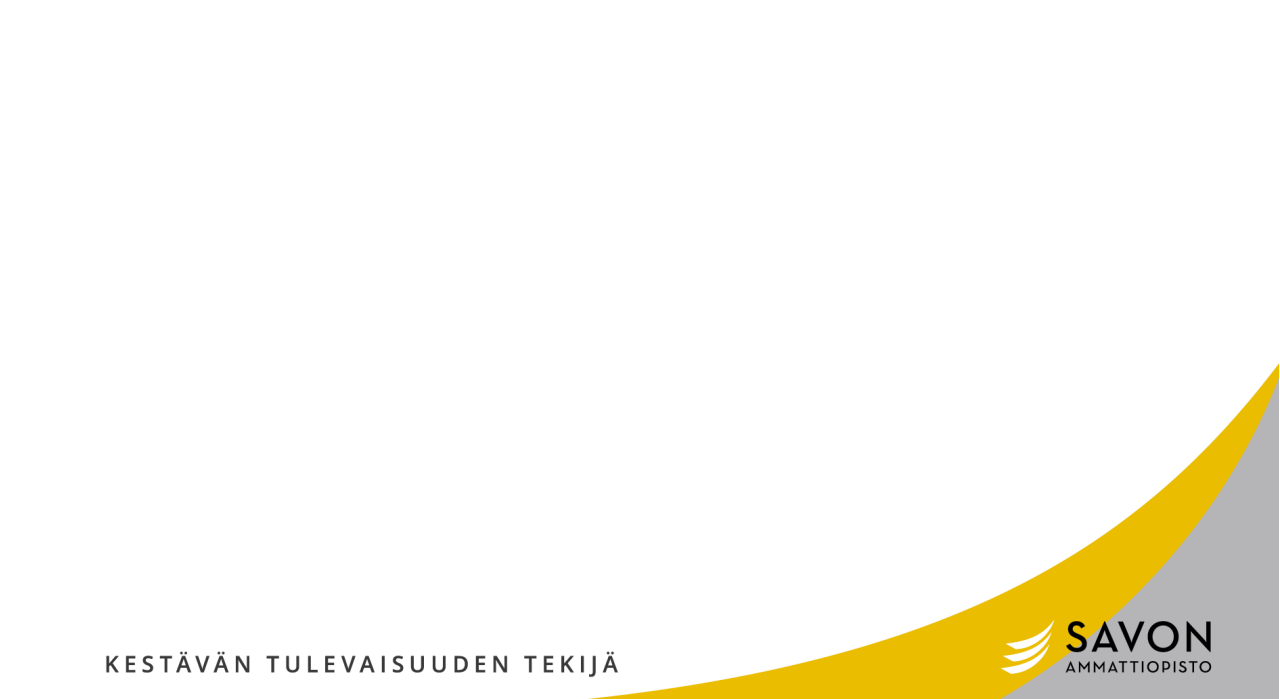 KESTÄVÄN TULEVAISUUDEN TEKIJÄ
SAVON
AMMATTIOPISTO